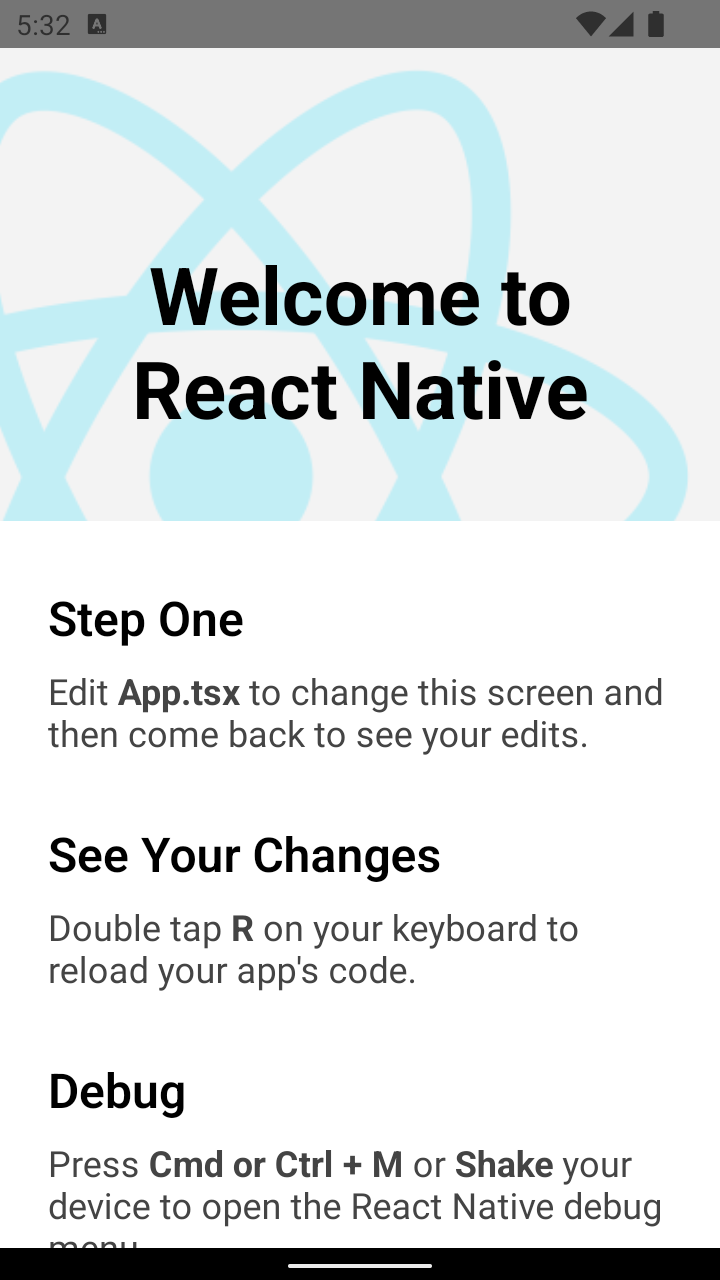 5:32
A
Welcome to
React Native
Step One
Edit App.tsx to change this screen and
then come back to see your edits.
See Your Changes
Double tap R on your keyboard to
reload your app's code.
Debug
Press Cmd or Ctrl + M or Shake your
device to open the React Native debug
menu